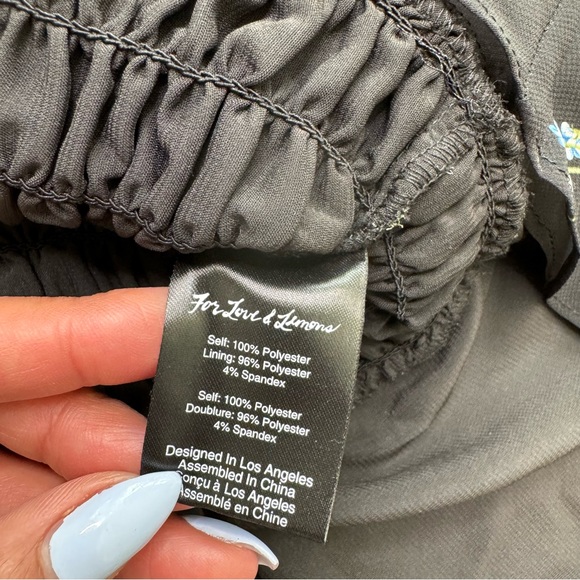 For Love & Lemons
Self: 100% Polyester
Lining: 96% Polyester
4% Spandex
Self: 100% Polyester
Doublure: 96% Polyester
4% Spandex
Designed In Los Angeles
Assembled In China
Conçu à Los Angeles
Assemblé en Chine